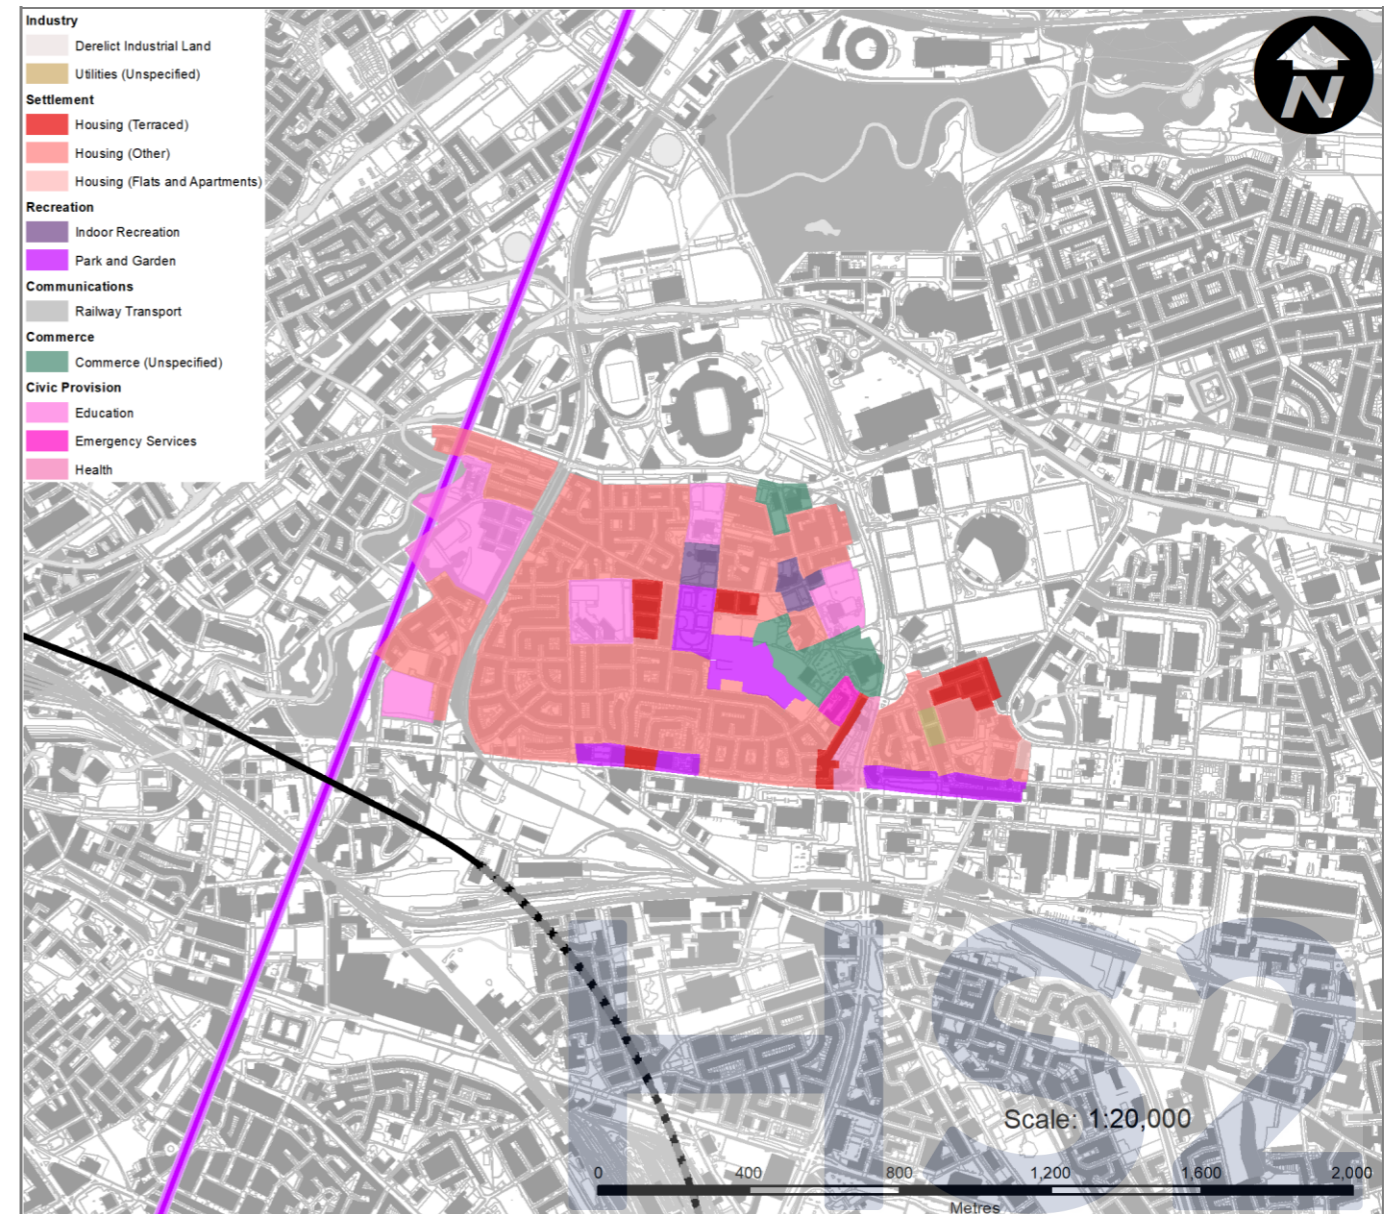 Industry
Derelict Industrial Land
Utilities (Unspecified)
Settlement
Housing (Terraced)
Housing (Other)
Housing (Flats and Apartments)
Recreation
Indoor Recreation
Park and Garden
Communications
Railway Transport
Commerce
Commerce (Unspecified)
Civic Provision
Education
Emergency Services
Health
N
HS2
Scale: 1:20,000
0 400 800 1,200 1,600 2,000
Metres